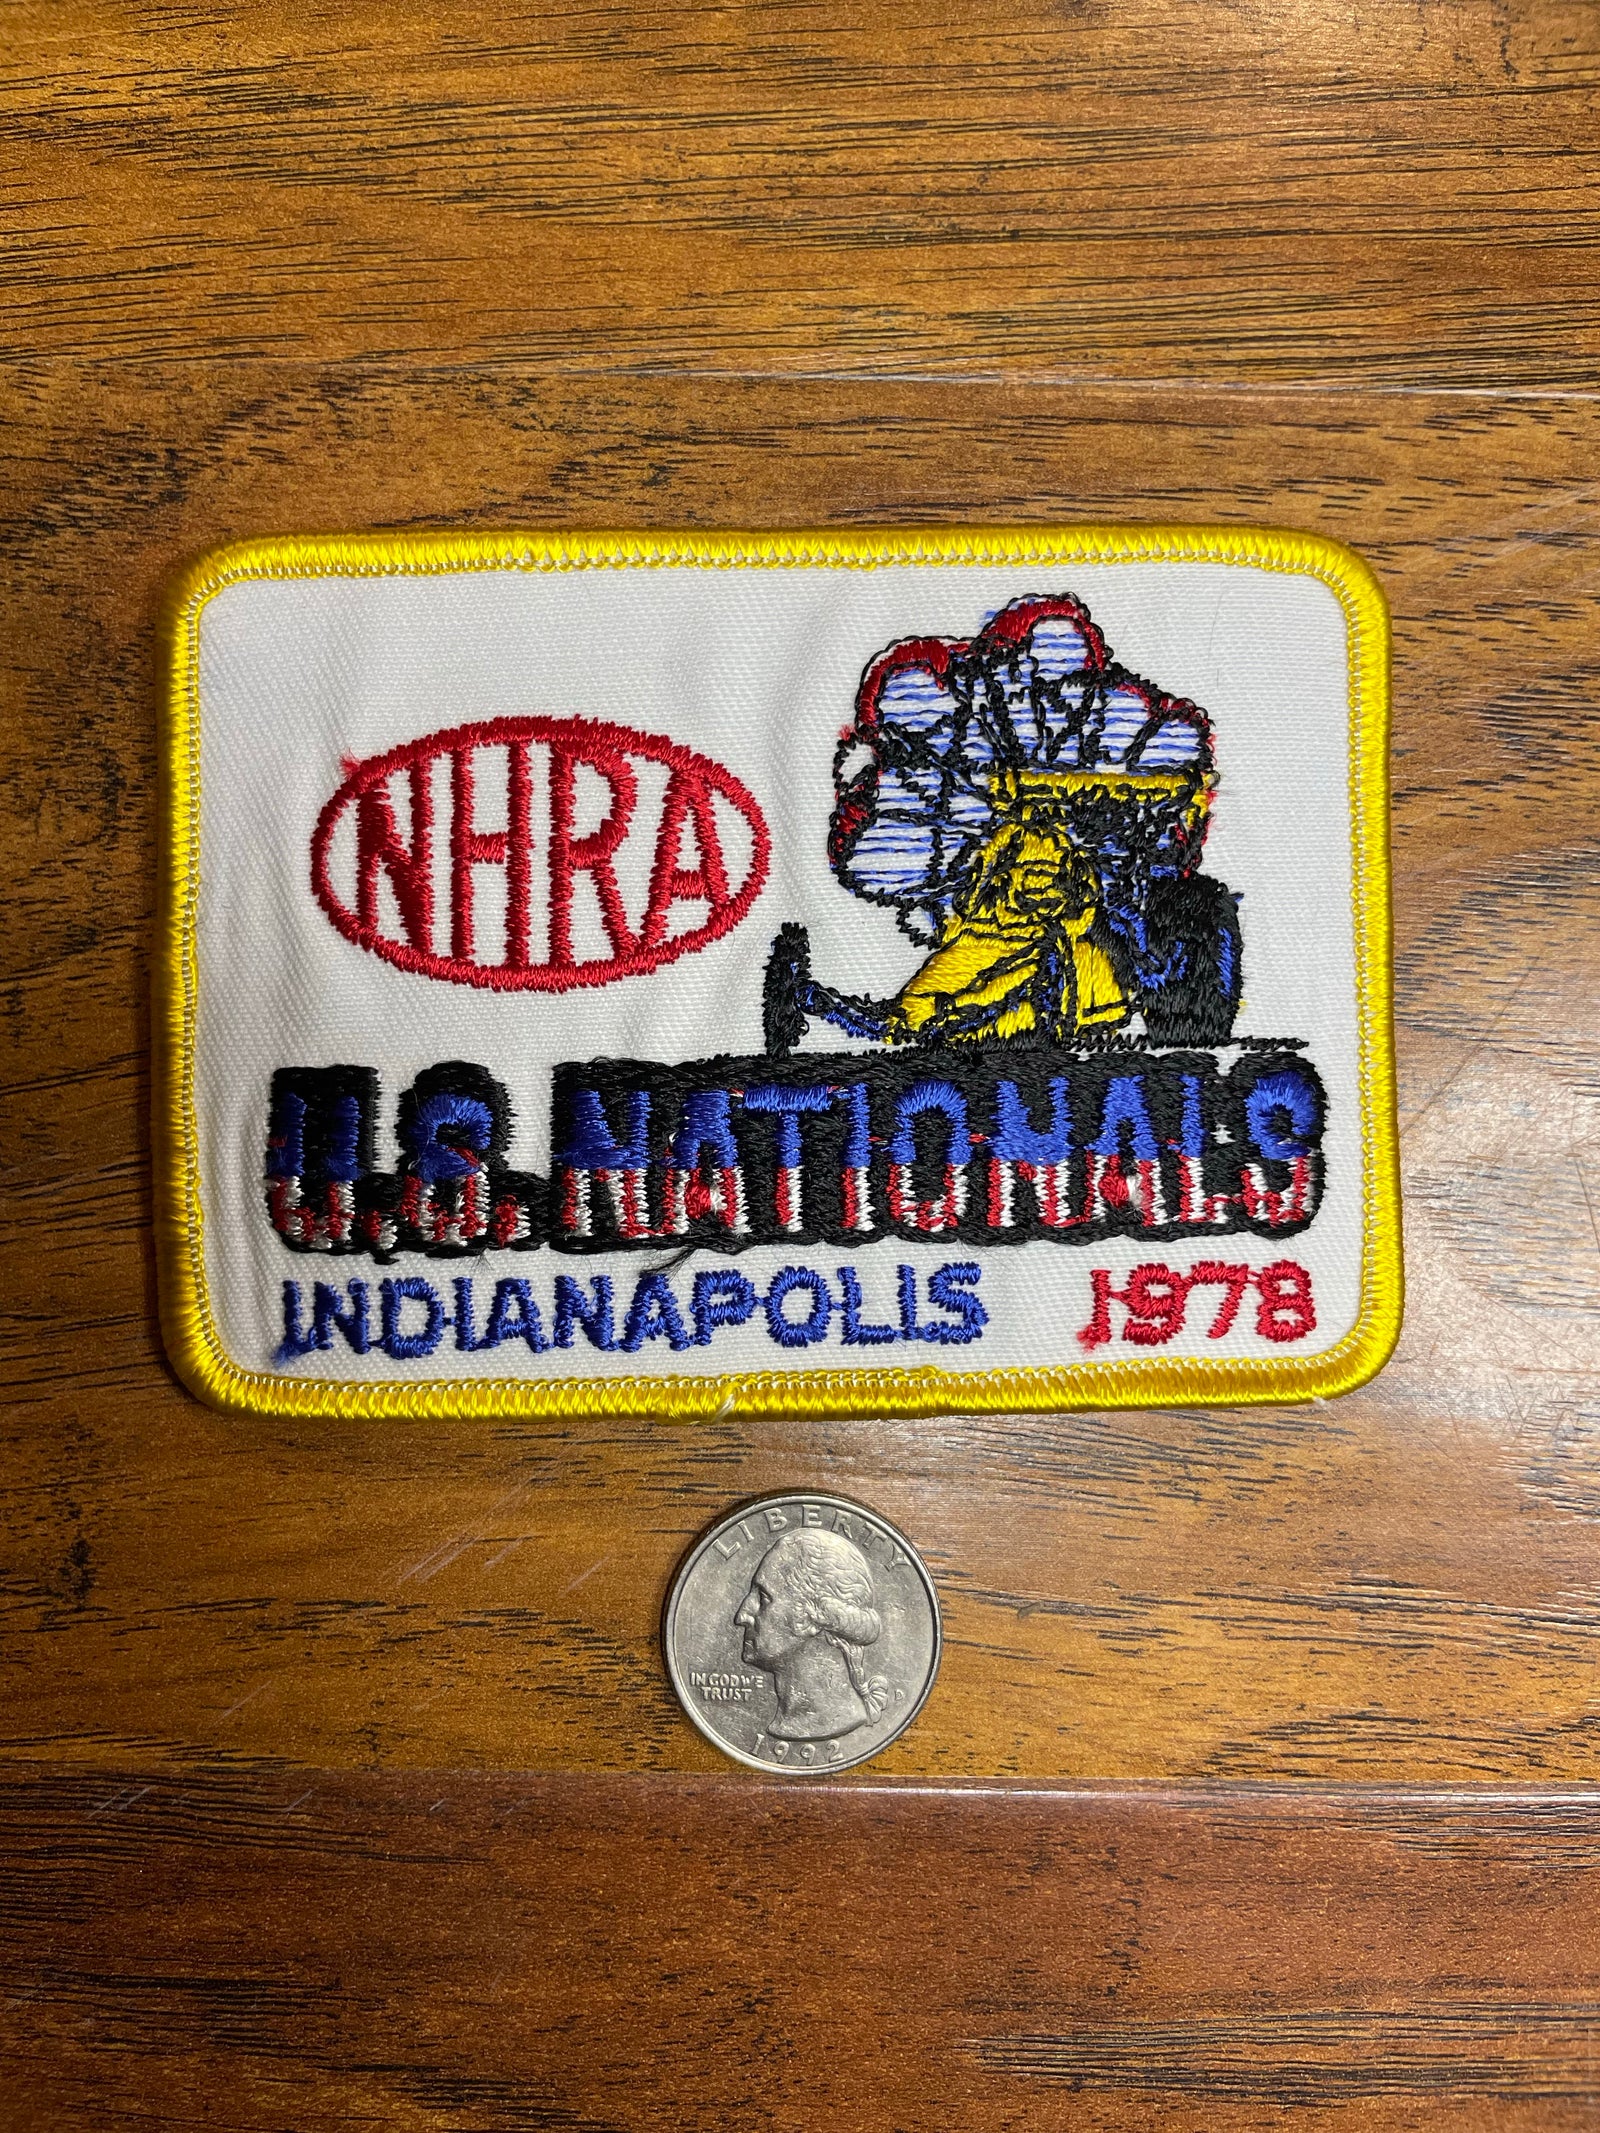 NHRA
U.S. NATIONALS
INDIANAPOLIS 1978
LIBERTY
IN GOD WE
TRUST
D
1992